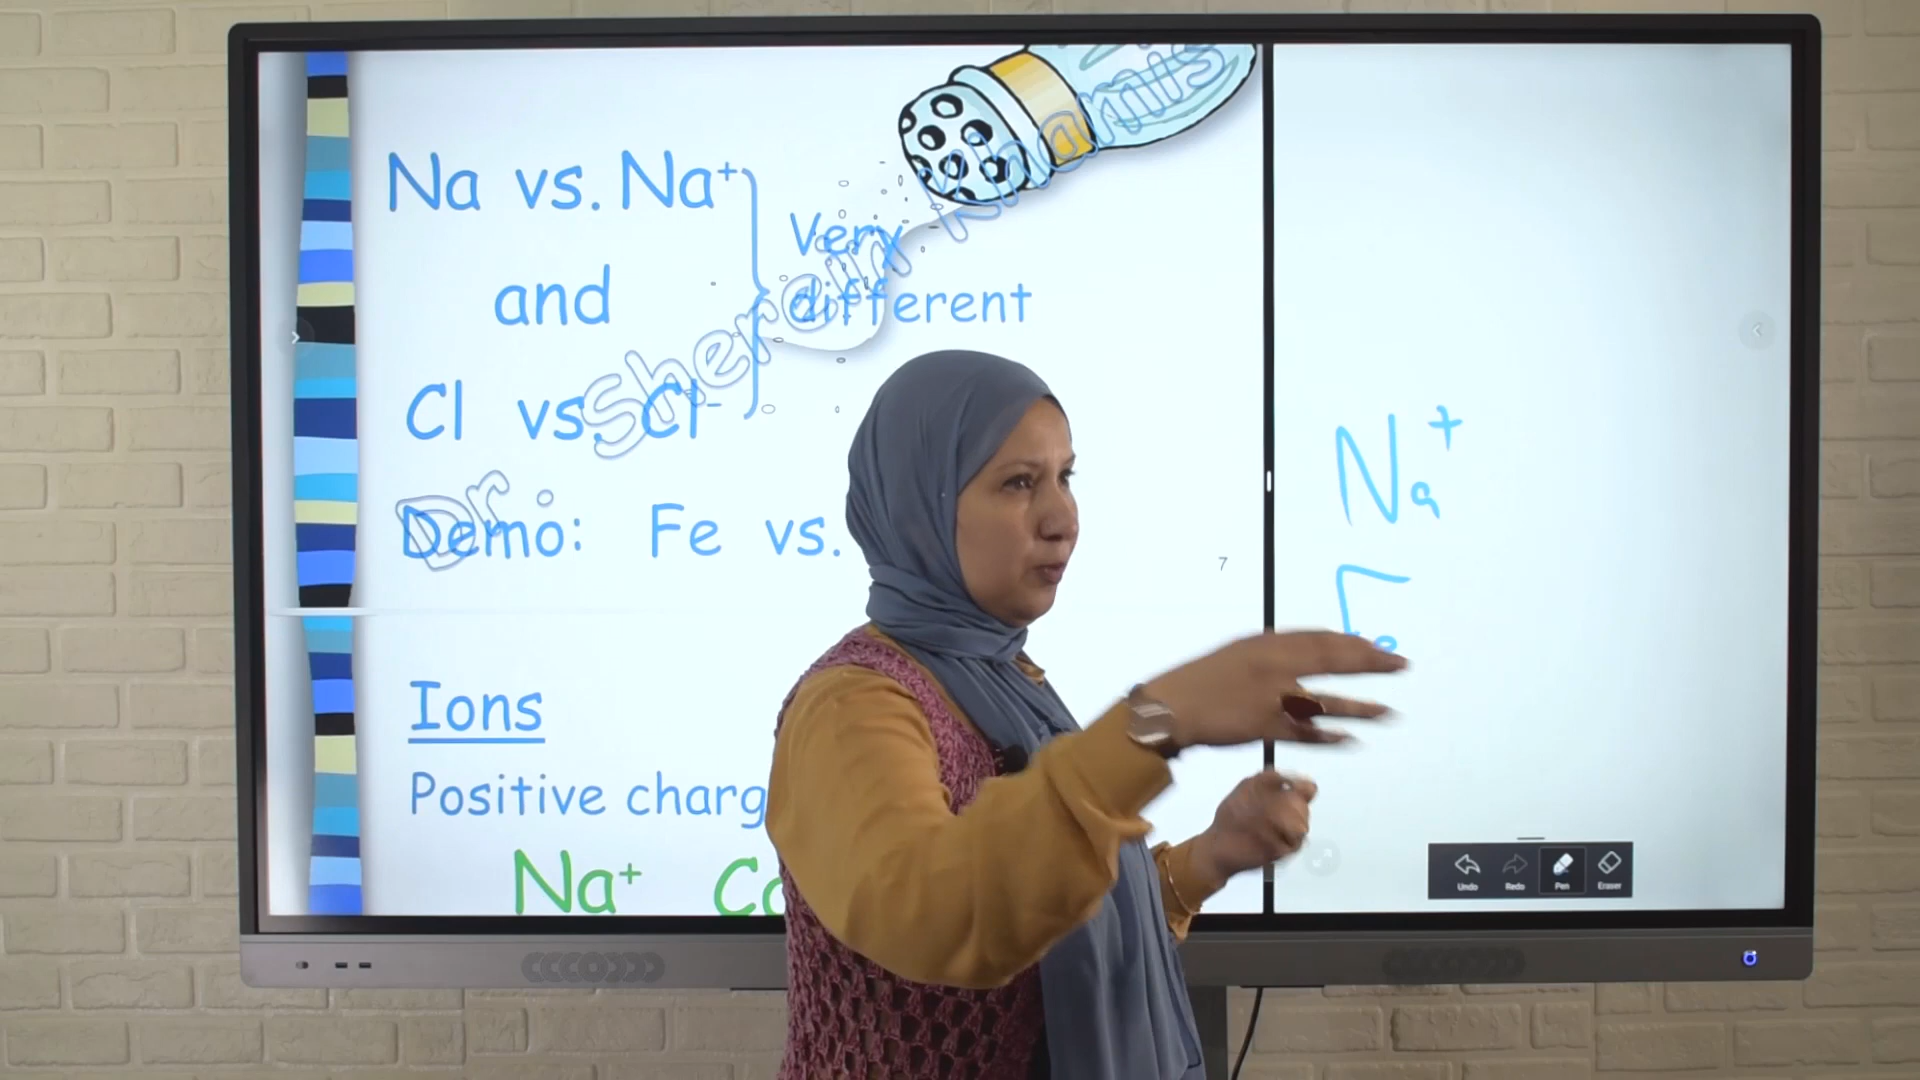 Na vs. Na⁺
and
Very
different
Cl vs. Cl⁻
Dr. Sherein Khamis
Demo: Fe vs.
7
Ions
Positive charg
Na⁺ Ca
Na⁺
Fe
Undo Redo Pen Eraser